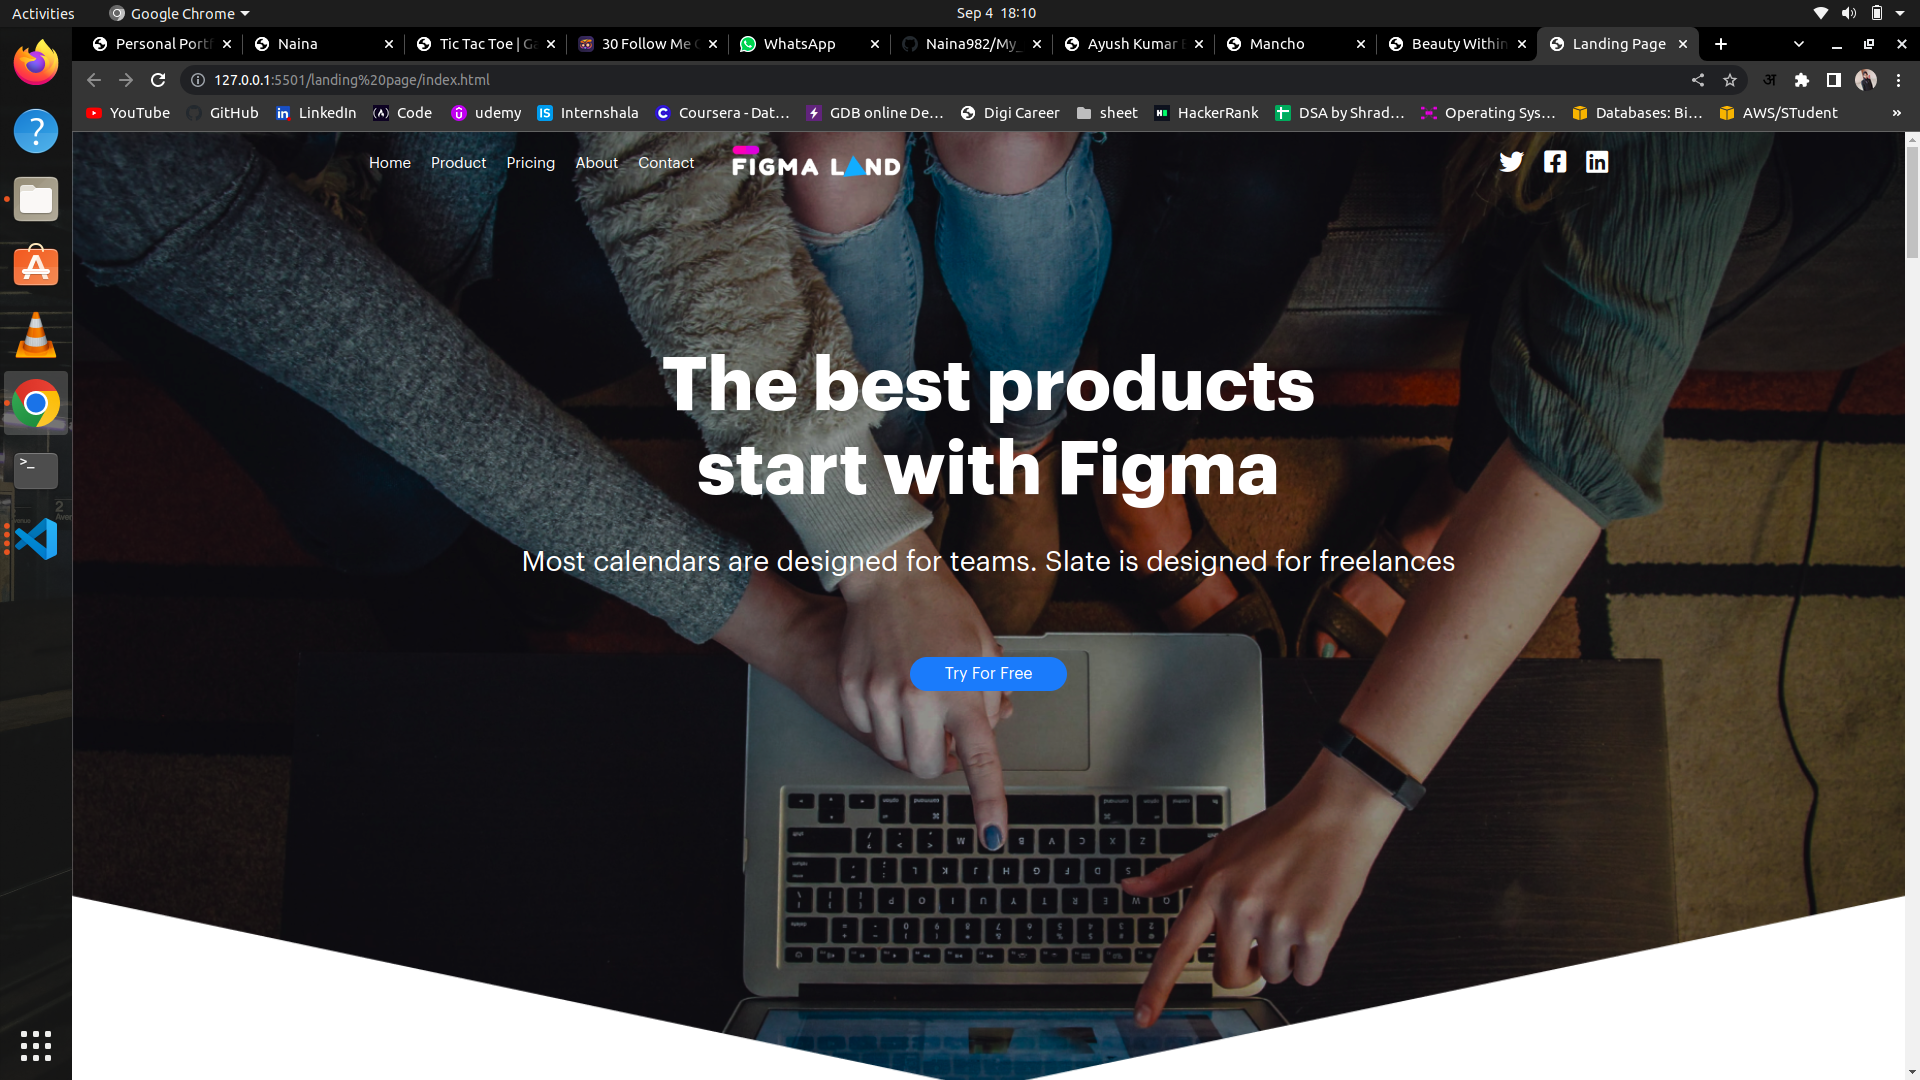 Activities
Google Chrome
Sep 4 18:10
Personal Portf
Naina
Tic Tac Toe | Ga
30 Follow Me C
WhatsApp
Naina982/My_
Ayush Kumar
Mancho
Beauty Within
Landing Page
127.0.0.1:5501/landing%20page/index.html
अ
YouTube
GitHub
LinkedIn
Code
udemy
Internshala
Coursera - Dat...
GDB online De...
Digi Career
sheet
HackerRank
DSA by Shrad...
Operating Sys...
Databases: Bi...
AWS/STudent
»
Home Product Pricing About Contact
FIGMA LAND
The best products
start with Figma
Most calendars are designed for teams. Slate is designed for freelances
Try For Free